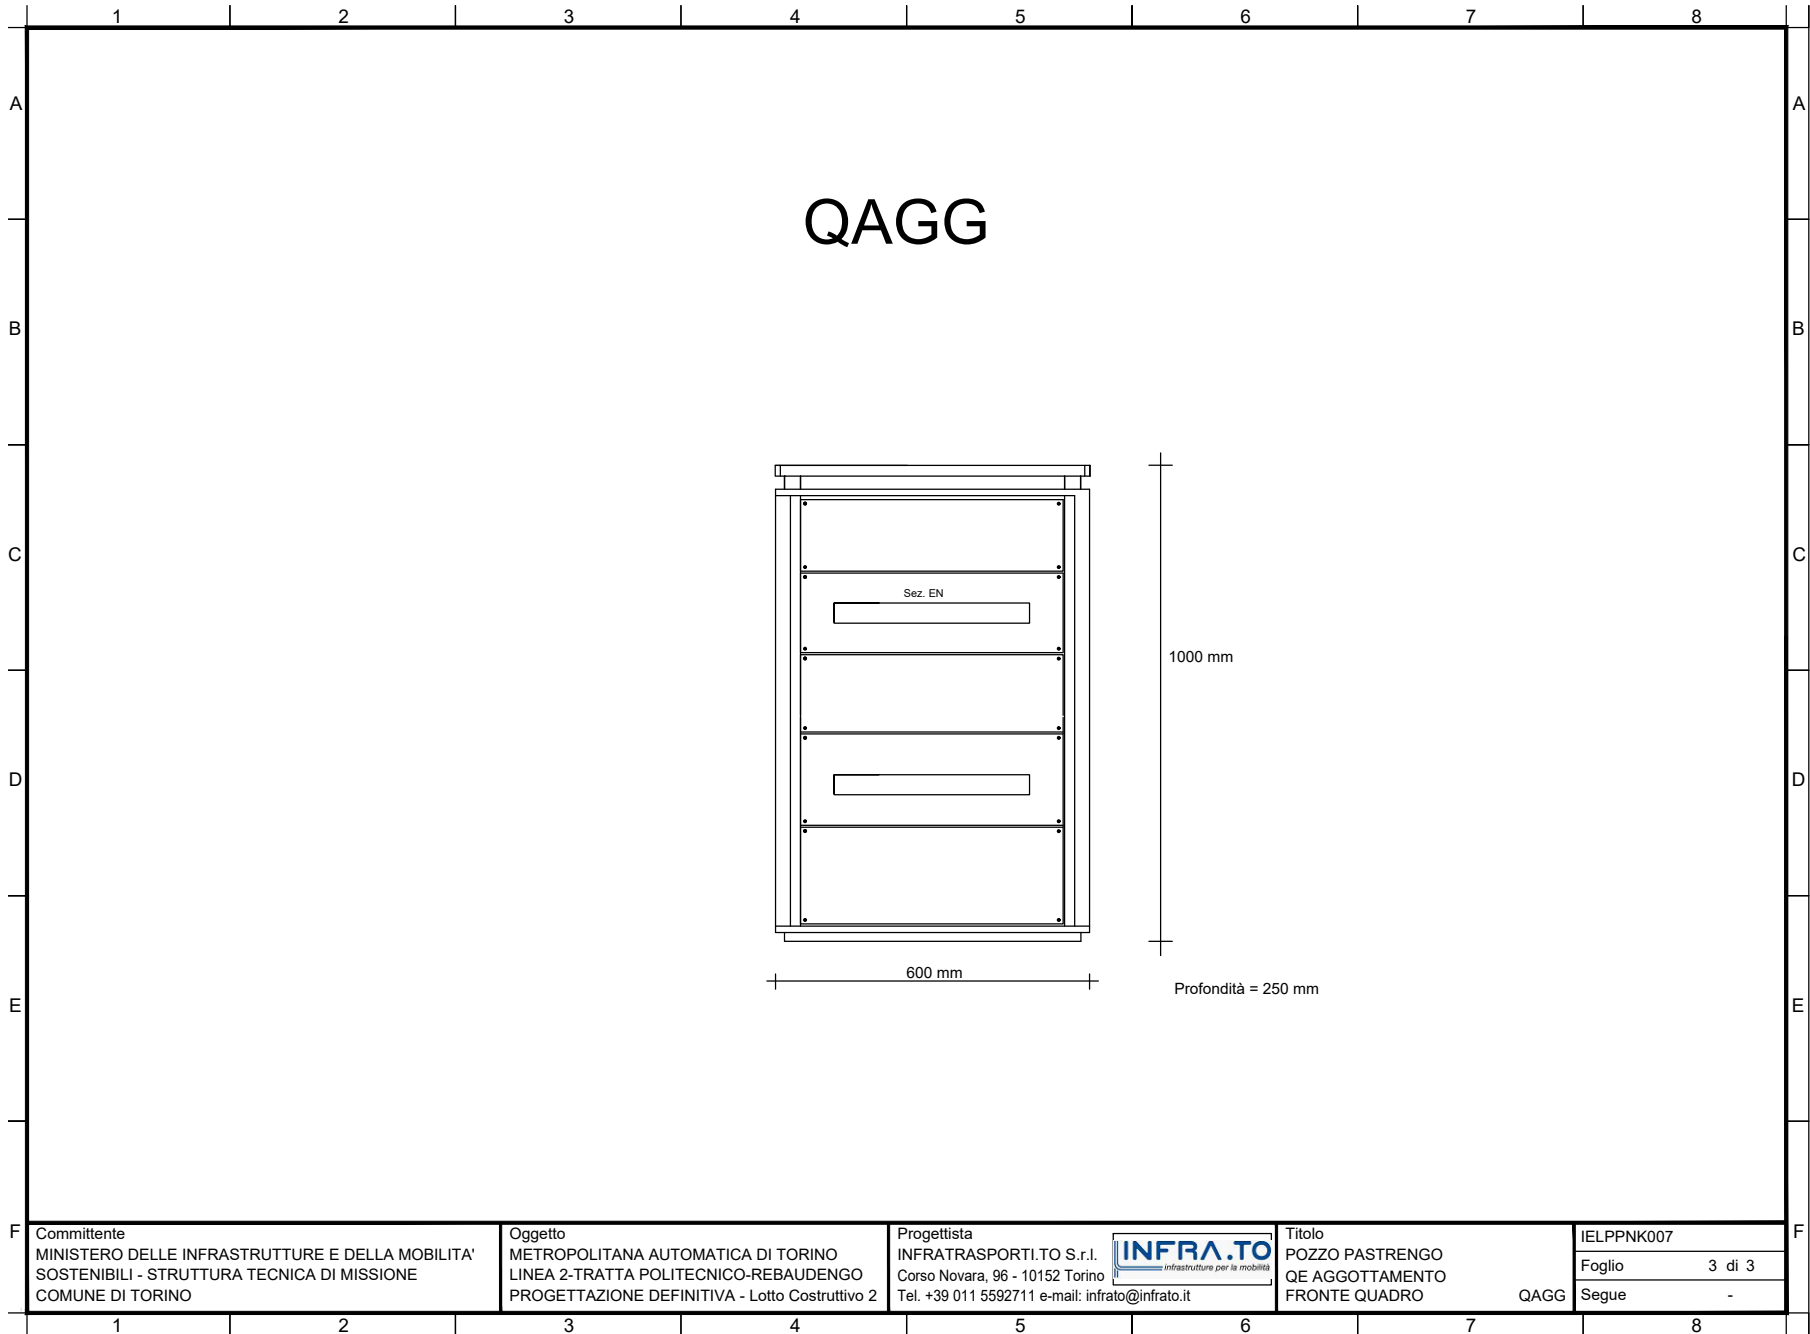 1 2 3 4 5 6 7 8
A A
QAGG
B B
C C
Sez. EN
1000 mm
D D
600 mm
Profondità = 250 mm
E E
F F
Committente
MINISTERO DELLE INFRASTRUTTURE E DELLA MOBILITA'
SOSTENIBILI - STRUTTURA TECNICA DI MISSIONE
COMUNE DI TORINO
Oggetto
METROPOLITANA AUTOMATICA DI TORINO
LINEA 2-TRATTA POLITECNICO-REBAUDENGO
PROGETTAZIONE DEFINITIVA - Lotto Costruttivo 2
Progettista
INFRATRASPORTI.TO S.r.l.
Corso Novara, 96 - 10152 Torino
Tel. +39 011 5592711 e-mail: infrato@infrato.it
INFRA.TO
infrastrutture per la mobilità
Titolo
POZZO PASTRENGO
QE AGGOTTAMENTO
FRONTE QUADRO QAGG
IELPPNK007
Foglio 3 di 3
Segue -
1 2 3 4 5 6 7 8